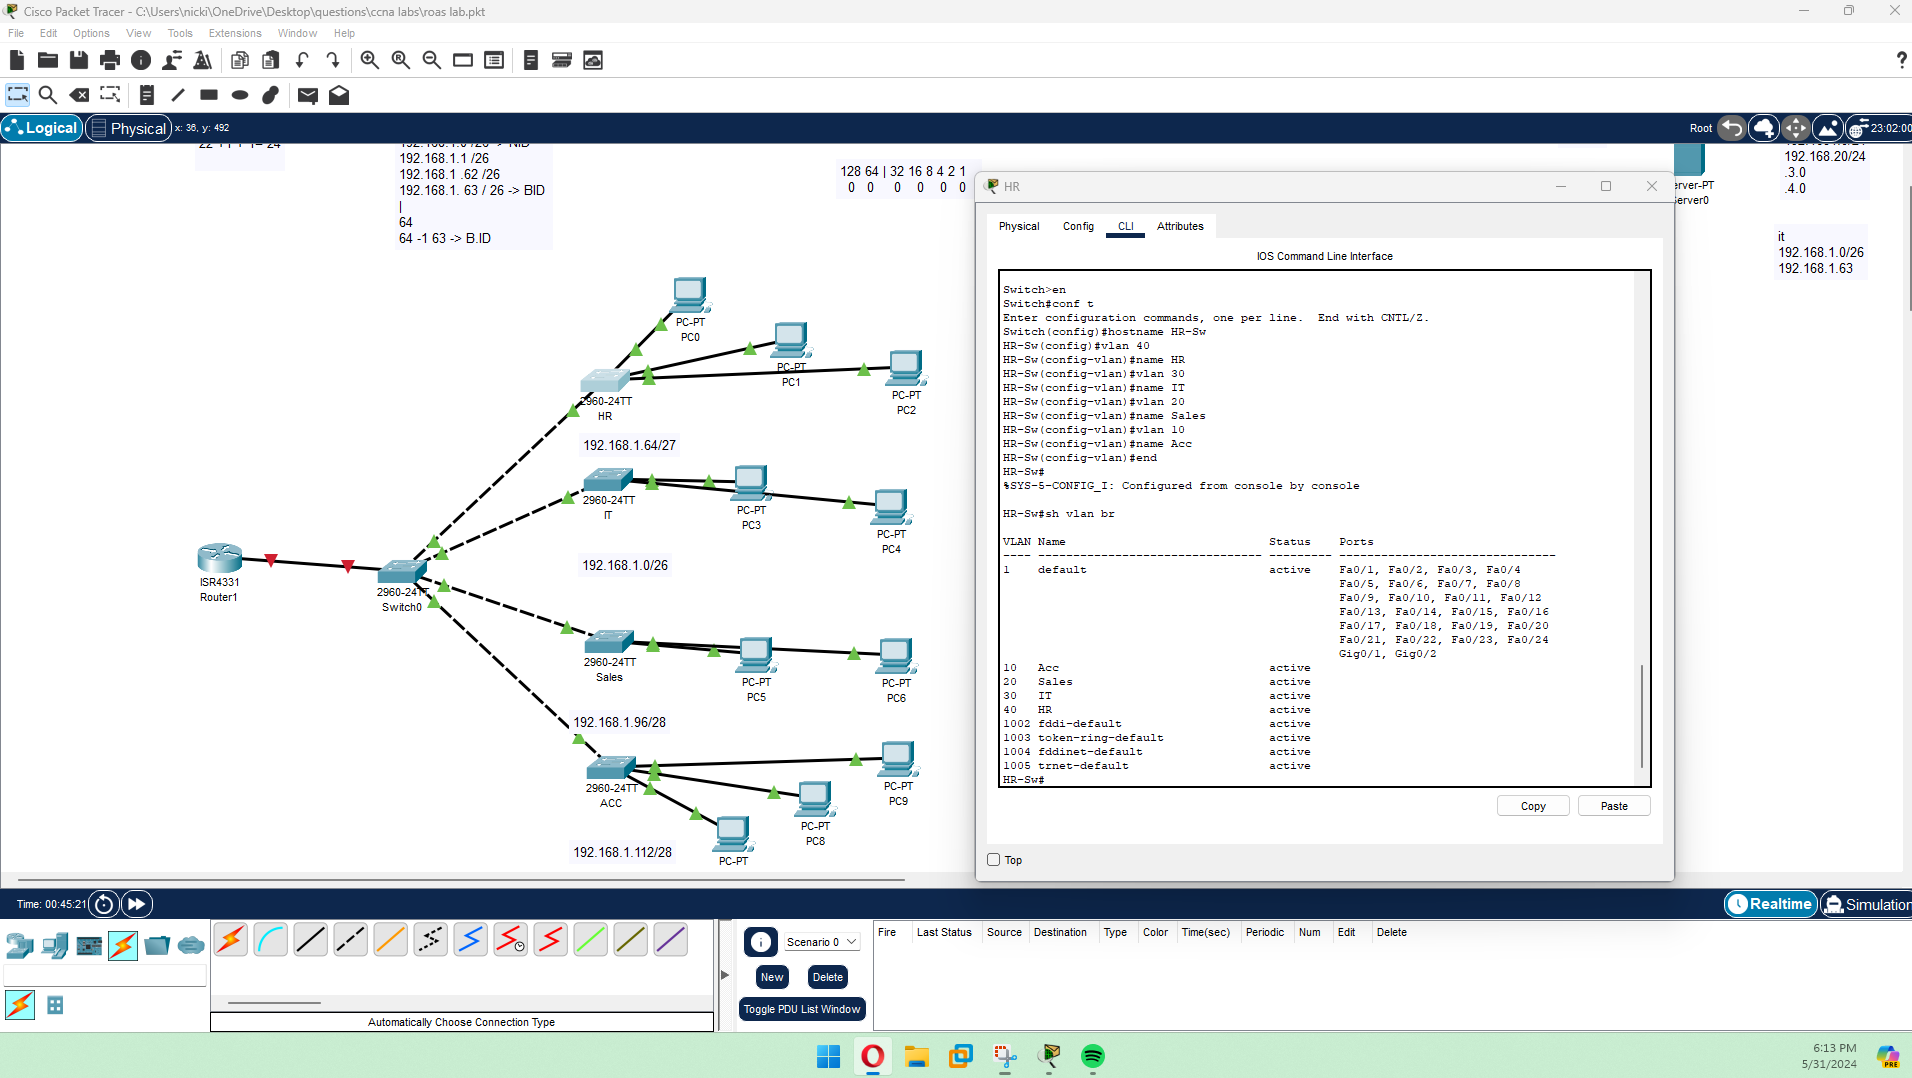 Cisco Packet Tracer - C:\Users\nicki\OneDrive\Desktop\questions\ccna labs\roas lab.pkt
File Edit Options View Tools Extensions Window Help
?
Logical Physical x: 36, y: 492 Root 23:02:00
192.168.1.1 /26
192.168.1 .62 /26
192.168.1. 63 / 26 -> BID
|
64
64 -1 63 -> B.ID
128 64 | 32 16 8 4 2 1
0 0 0 0 0 0
erver-PT
erver0
192.168.20/24
.3.0
.4.0
it
192.168.1.0/26
192.168.1.63
PC-PT
PC0
PC-PT
PC1
PC-PT
PC2
2960-24TT
HR
192.168.1.64/27
2960-24TT
IT
PC-PT
PC3
PC-PT
PC4
192.168.1.0/26
ISR4331
Router1
2960-24TT
Switch0
2960-24TT
Sales
PC-PT
PC5
PC-PT
PC6
192.168.1.96/28
2960-24TT
ACC
PC-PT
PC9
PC-PT
PC8
PC-PT
192.168.1.112/28
HR
Physical Config CLI Attributes
IOS Command Line Interface
Switch>en
Switch#conf t
Enter configuration commands, one per line. End with CNTL/Z.
Switch(config)#hostname HR-Sw
HR-Sw(config)#vlan 40
HR-Sw(config-vlan)#name HR
HR-Sw(config-vlan)#vlan 30
HR-Sw(config-vlan)#name IT
HR-Sw(config-vlan)#vlan 20
HR-Sw(config-vlan)#name Sales
HR-Sw(config-vlan)#vlan 10
HR-Sw(config-vlan)#name Acc
HR-Sw(config-vlan)#end
HR-Sw#
%SYS-5-CONFIG_I: Configured from console by console
HR-Sw#sh vlan br
VLAN Name Status Ports
---- -------------------------------- --------- -------------------------------
1 default active Fa0/1, Fa0/2, Fa0/3, Fa0/4
Fa0/5, Fa0/6, Fa0/7, Fa0/8
Fa0/9, Fa0/10, Fa0/11, Fa0/12
Fa0/13, Fa0/14, Fa0/15, Fa0/16
Fa0/17, Fa0/18, Fa0/19, Fa0/20
Fa0/21, Fa0/22, Fa0/23, Fa0/24
Gig0/1, Gig0/2
10 Acc active
20 Sales active
30 IT active
40 HR active
1002 fddi-default active
1003 token-ring-default active
1004 fddinet-default active
1005 trnet-default active
HR-Sw#
Copy Paste
Top
Time: 00:45:21 Realtime Simulation
Scenario 0
New Delete
Toggle PDU List Window
Fire Last Status Source Destination Type Color Time(sec) Periodic Num Edit Delete
Automatically Choose Connection Type
6:13 PM
5/31/2024
PRE